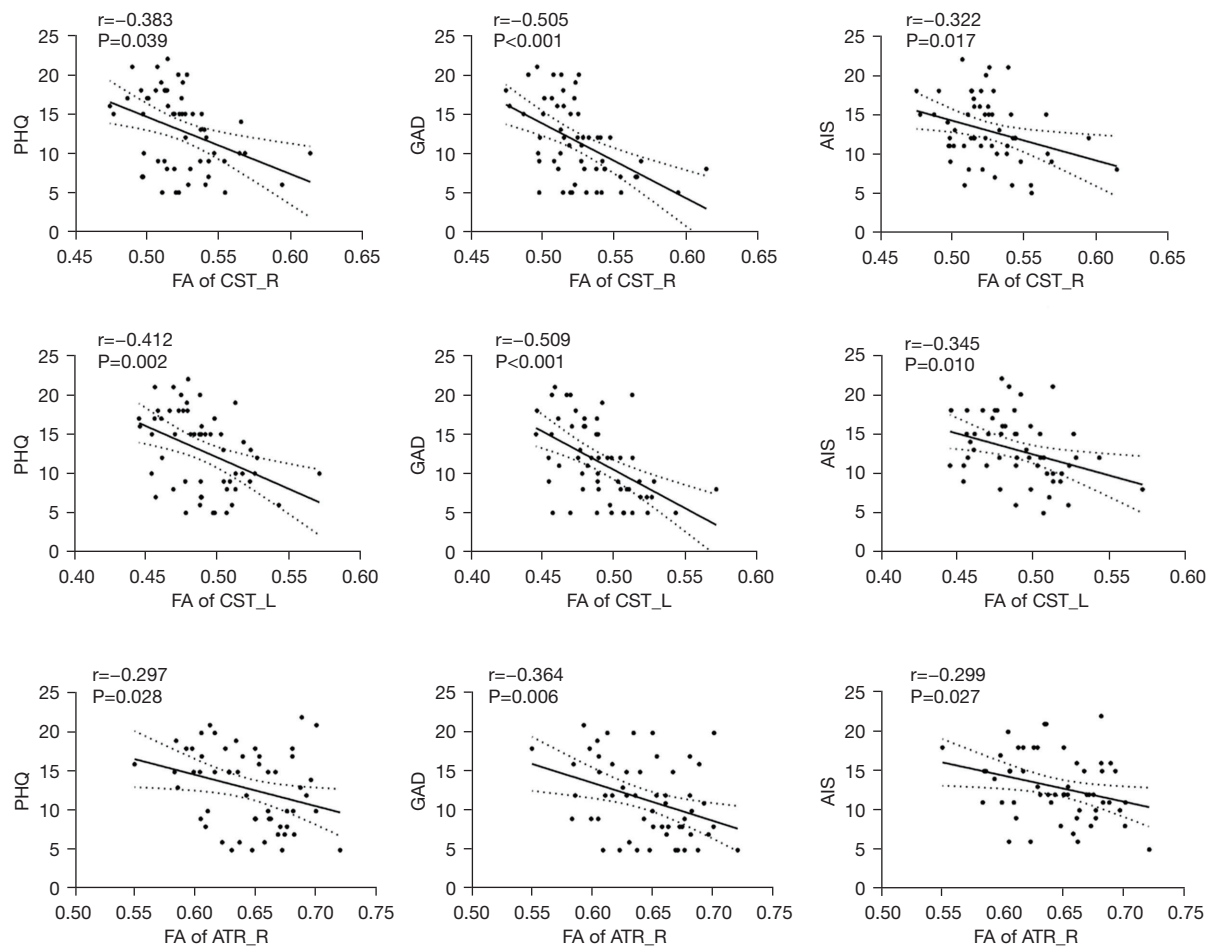 r=−0.383
P=0.039
25
20
15
10
5
0
PHQ
0.45 0.50 0.55 0.60 0.65
FA of CST_R
r=−0.505
P<0.001
25
20
15
10
5
0
GAD
0.45 0.50 0.55 0.60 0.65
FA of CST_R
r=−0.322
P=0.017
25
20
15
10
5
0
AIS
0.45 0.50 0.55 0.60 0.65
FA of CST_R
r=−0.412
P=0.002
25
20
15
10
5
0
PHQ
0.40 0.45 0.50 0.55 0.60
FA of CST_L
r=−0.509
P<0.001
25
20
15
10
5
0
GAD
0.40 0.45 0.50 0.55 0.60
FA of CST_L
r=−0.345
P=0.010
25
20
15
10
5
0
AIS
0.40 0.45 0.50 0.55 0.60
FA of CST_L
r=−0.297
P=0.028
25
20
15
10
5
0
PHQ
0.50 0.55 0.60 0.65 0.70 0.75
FA of ATR_R
r=−0.364
P=0.006
25
20
15
10
5
0
GAD
0.50 0.55 0.60 0.65 0.70 0.75
FA of ATR_R
r=−0.299
P=0.027
25
20
15
10
5
0
AIS
0.50 0.55 0.60 0.65 0.70 0.75
FA of ATR_R